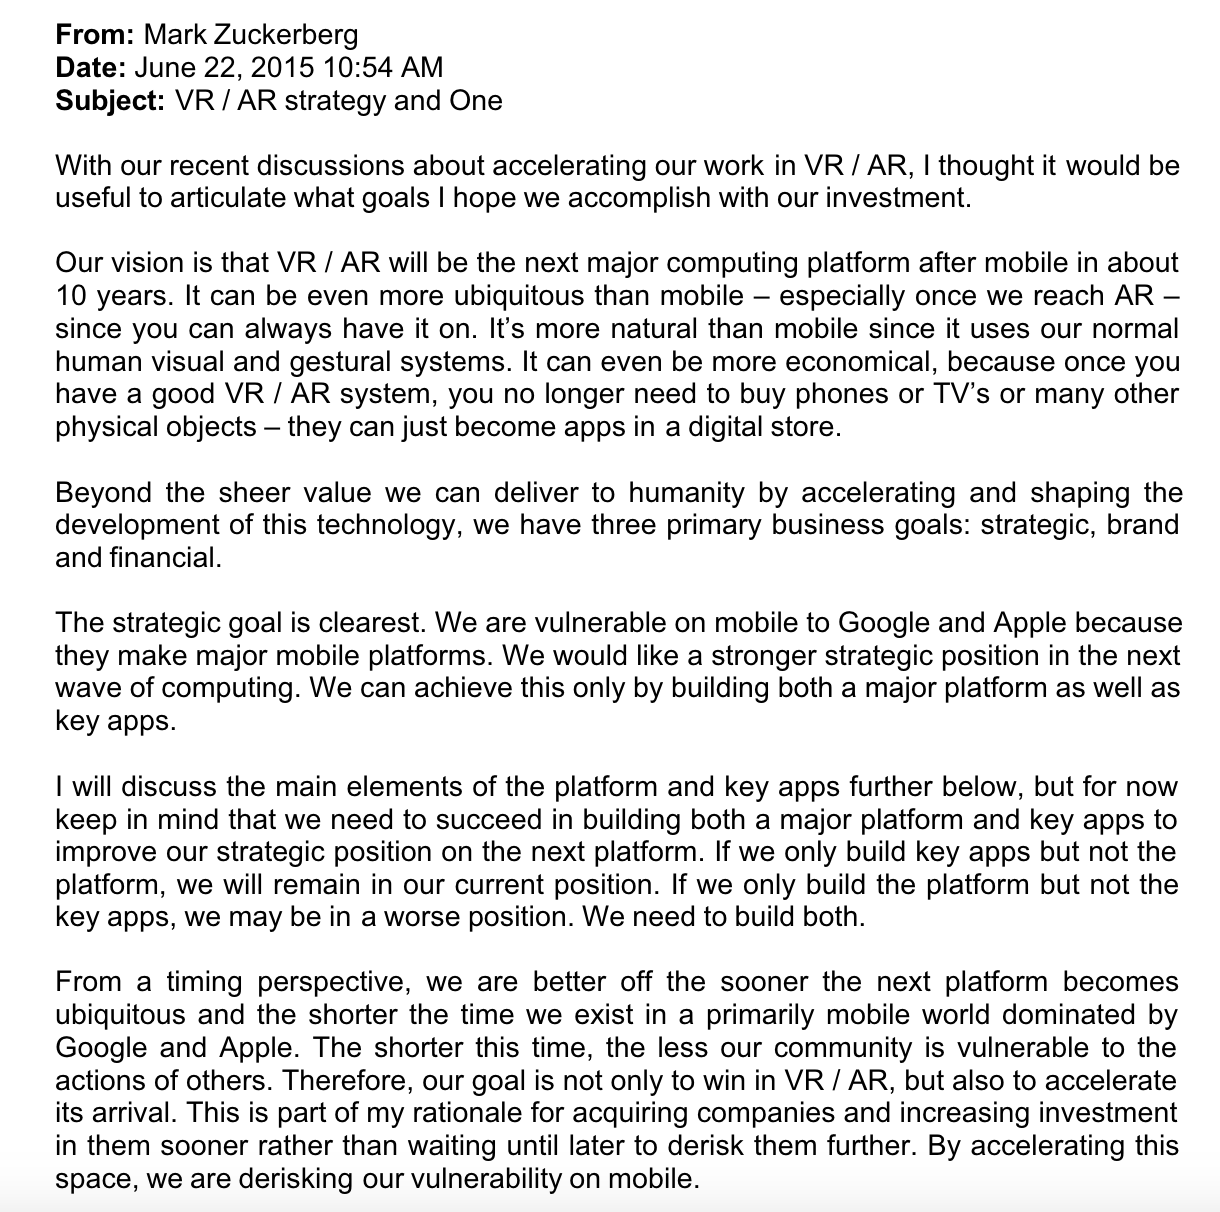 From: Mark Zuckerberg
Date: June 22, 2015 10:54 AM
Subject: VR / AR strategy and One
With our recent discussions about accelerating our work in VR / AR, I thought it would be
useful to articulate what goals I hope we accomplish with our investment.
Our vision is that VR / AR will be the next major computing platform after mobile in about
10 years. It can be even more ubiquitous than mobile – especially once we reach AR –
since you can always have it on. It’s more natural than mobile since it uses our normal
human visual and gestural systems. It can even be more economical, because once you
have a good VR / AR system, you no longer need to buy phones or TV’s or many other
physical objects – they can just become apps in a digital store.
Beyond the sheer value we can deliver to humanity by accelerating and shaping the
development of this technology, we have three primary business goals: strategic, brand
and financial.
The strategic goal is clearest. We are vulnerable on mobile to Google and Apple because
they make major mobile platforms. We would like a stronger strategic position in the next
wave of computing. We can achieve this only by building both a major platform as well as
key apps.
I will discuss the main elements of the platform and key apps further below, but for now
keep in mind that we need to succeed in building both a major platform and key apps to
improve our strategic position on the next platform. If we only build key apps but not the
platform, we will remain in our current position. If we only build the platform but not the
key apps, we may be in a worse position. We need to build both.
From a timing perspective, we are better off the sooner the next platform becomes
ubiquitous and the shorter the time we exist in a primarily mobile world dominated by
Google and Apple. The shorter this time, the less our community is vulnerable to the
actions of others. Therefore, our goal is not only to win in VR / AR, but also to accelerate
its arrival. This is part of my rationale for acquiring companies and increasing investment
in them sooner rather than waiting until later to derisk them further. By accelerating this
space, we are derisking our vulnerability on mobile.